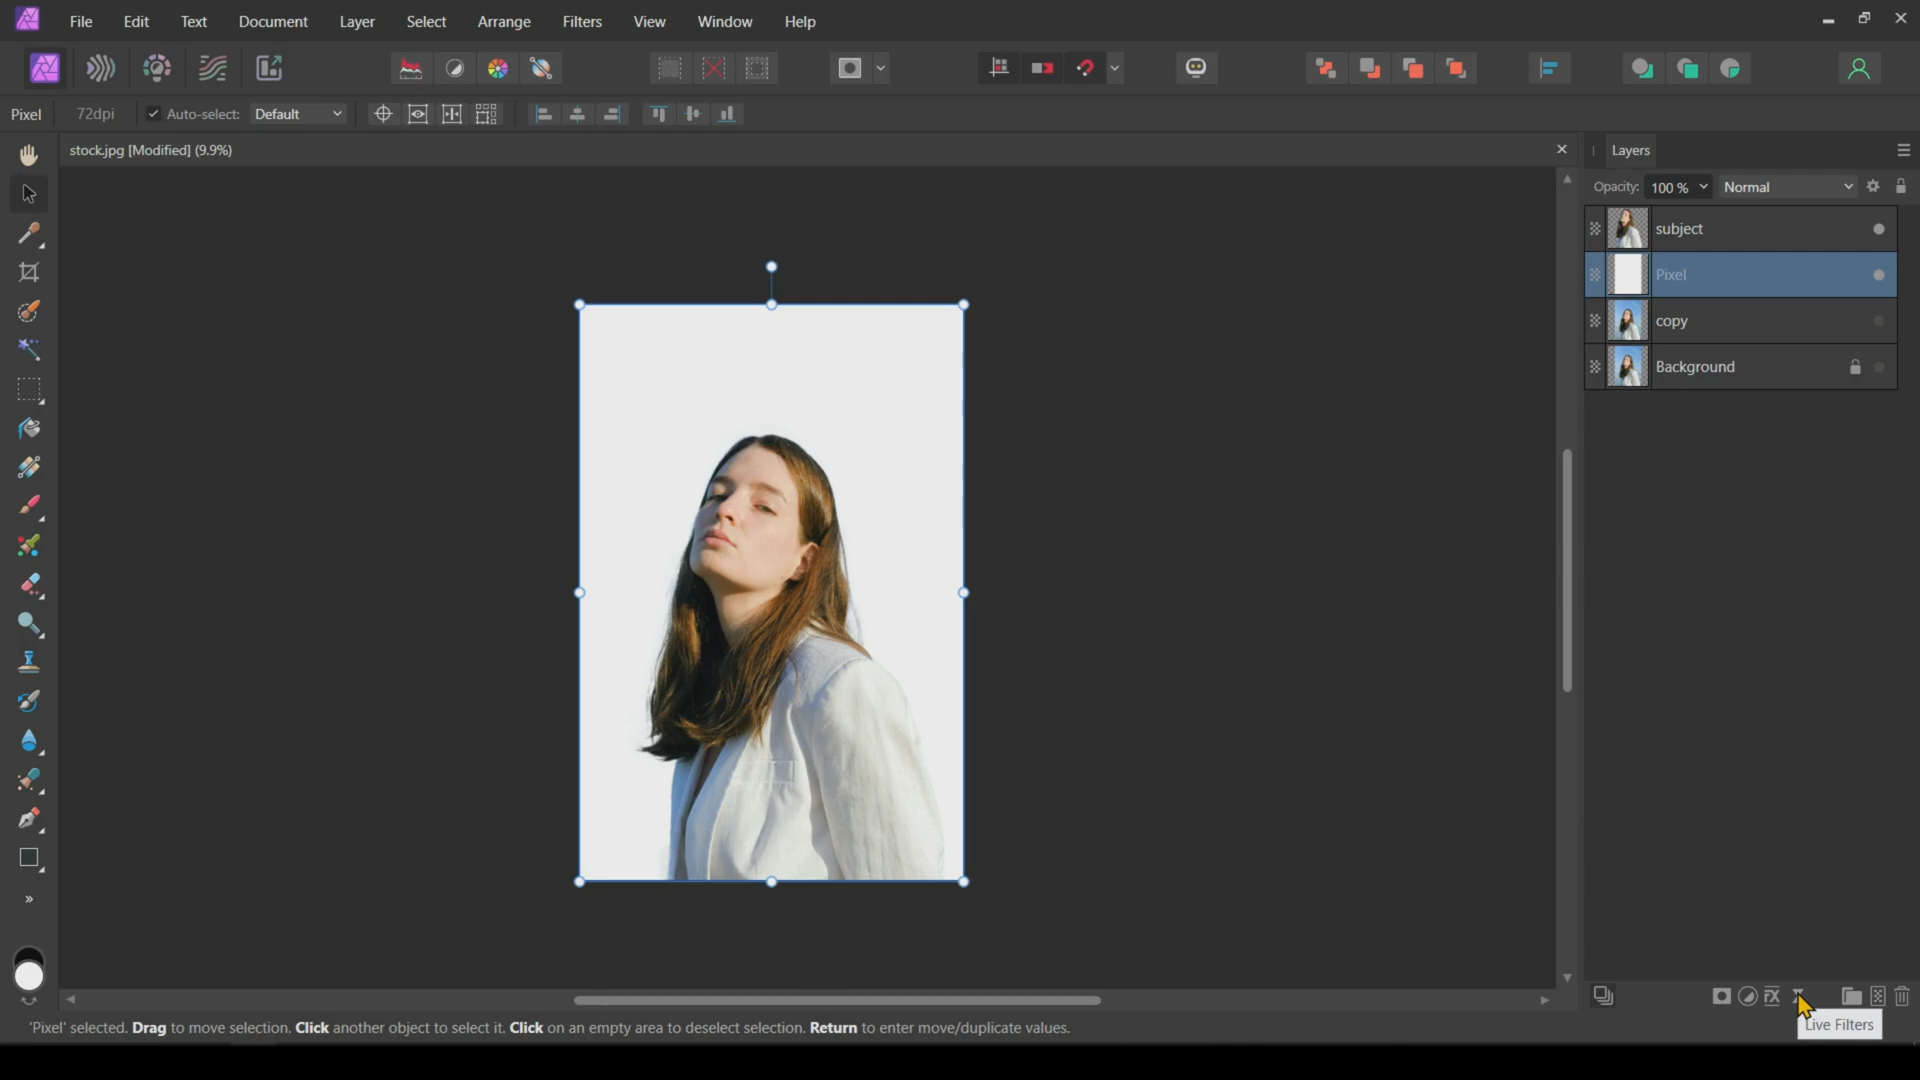 File Edit Text Document Layer Select Arrange Filters View Window Help
Pixel 72dpi Auto-select: Default
stock.jpg [Modified] (9.9%)
Layers
Opacity: 100 % Normal
subject
Pixel
copy
Background
Live Filters
'Pixel' selected. Drag to move selection. Click another object to select it. Click on an empty area to deselect selection. Return to enter move/duplicate values.